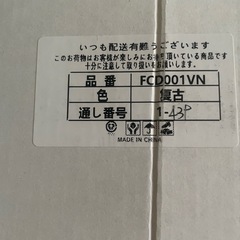 いつも配送有難うございます
このお荷物はお客様が楽しみにお待ち頂いている商品です
十分に注意して取り扱いをお願いします
品番 FCD001VN
色 复古
通し番号 1-43P
MADE IN CHINA